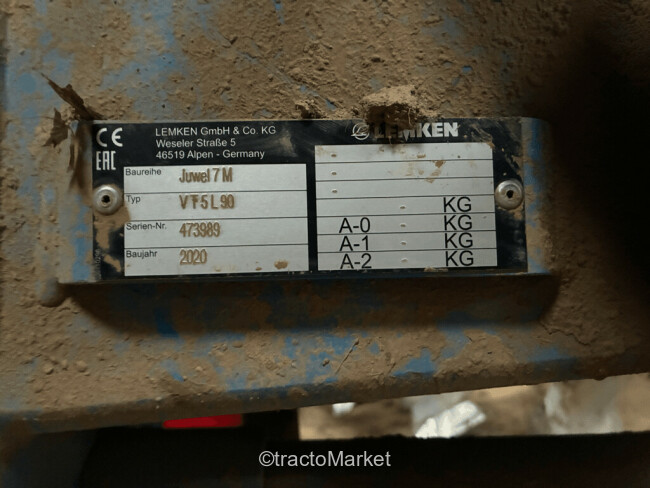 CE
EAC
LEMKEN GmbH & Co. KG
Weseler Straße 5
46519 Alpen - Germany
LEMKEN
Baureihe Juwel 7 M
Typ V T 5 L 90
Serien-Nr. 473989
Baujahr 2020
-
-
-
- KG
A-0 - KG
A-1 - KG
A-2 - KG
©tractoMarket